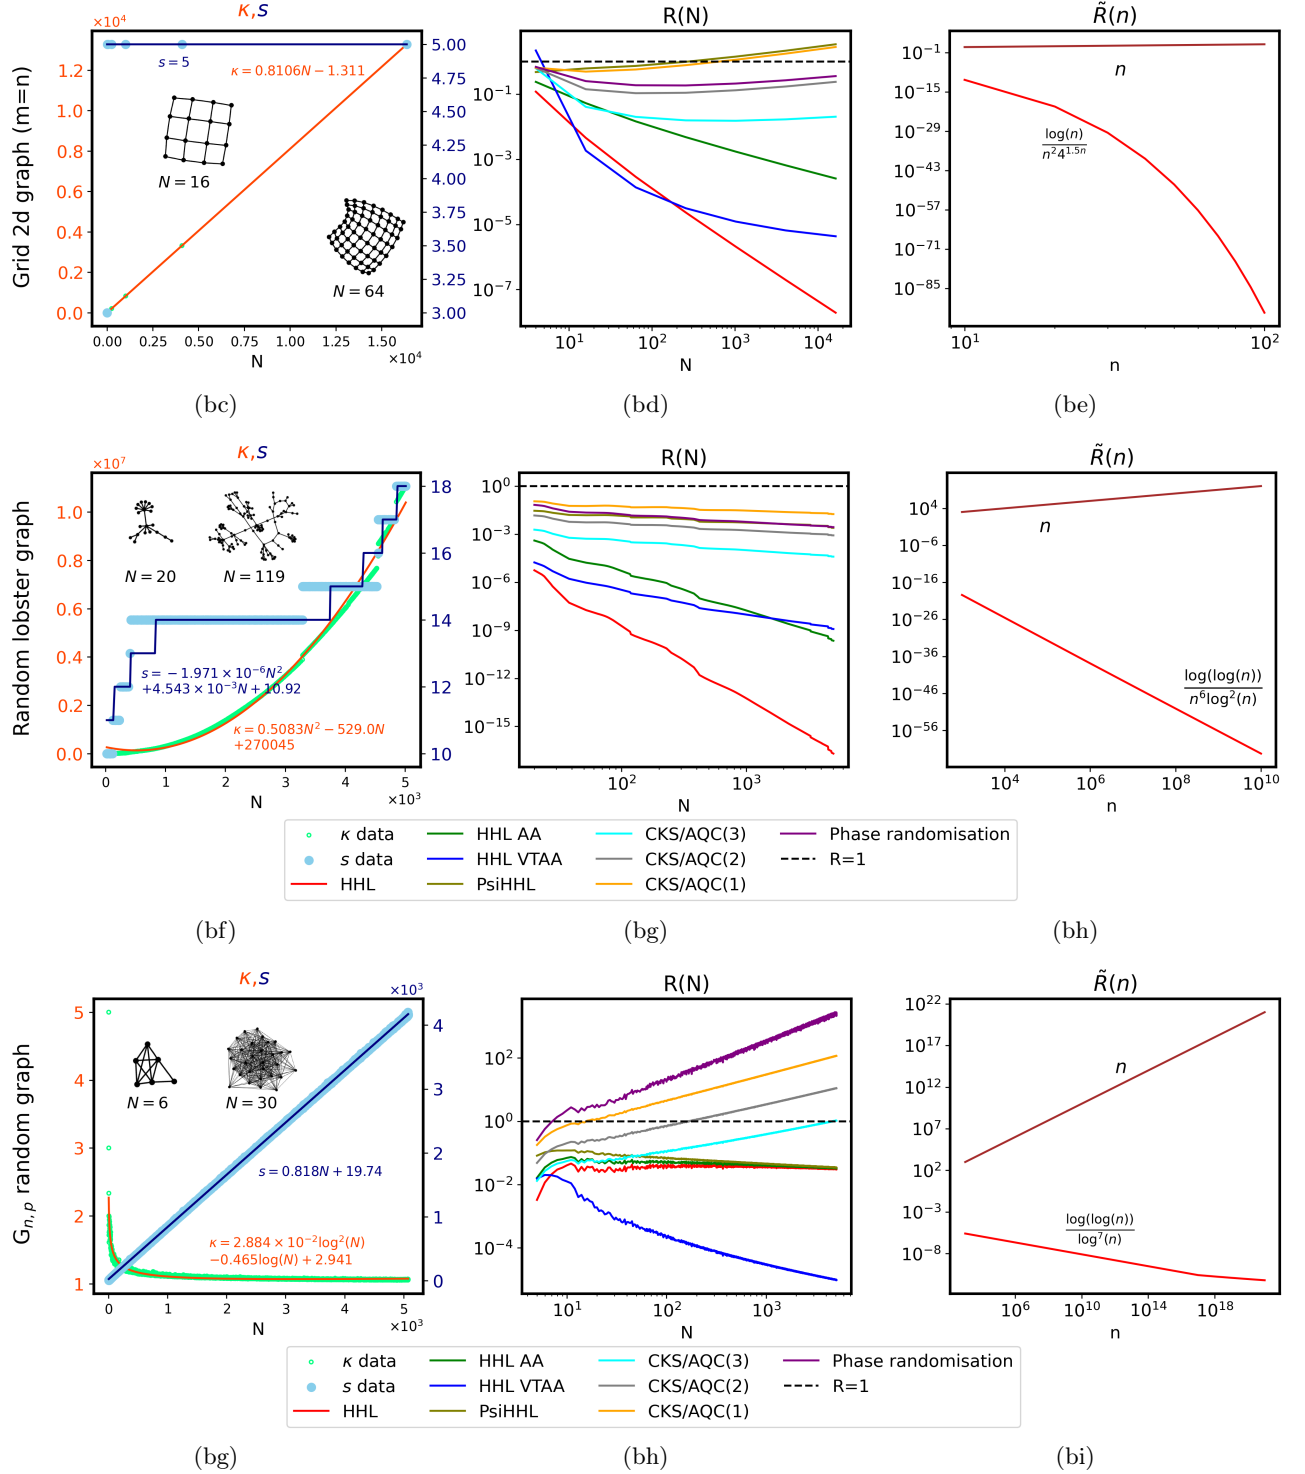 κ,s
×10⁴
Grid 2d graph (m=n)
12
10
8
6
4
2
0
1.2
1.0
0.8
0.6
0.4
0.2
0.0
5.00
4.75
4.50
4.25
4.00
3.75
3.50
3.25
3.00
s = 5
κ = 0.8106N − 1.311
N = 16
N = 64
0.00 0.25 0.50 0.75 1.00 1.25 1.50
×10⁴
N
(bc)
R(N)
10⁻¹
10⁻³
10⁻⁵
10⁻⁷
10¹ 10² 10³ 10⁴
N
(bd)
R̃(n)
10⁻¹
10⁻¹⁵
10⁻²⁹
10⁻⁴³
10⁻⁵⁷
10⁻⁷¹
10⁻⁸⁵
n
log(n)
n²4^{1.5n}
10¹ 10²
n
(be)
κ,s
×10⁷
Random lobster graph
1.0
0.8
0.6
0.4
0.2
0.0
18
16
14
12
10
N = 20
N = 119
s = −1.971 × 10⁻⁶N²
+4.543 × 10⁻³N + 10.92
κ = 0.5083N² − 529.0N
+270045
0 1 2 3 4 5
×10³
N
R(N)
10⁰
10⁻³
10⁻⁶
10⁻⁹
10⁻¹²
10⁻¹⁵
10² 10³
N
R̃(n)
10⁴
10⁻⁶
10⁻¹⁶
10⁻²⁶
10⁻³⁶
10⁻⁴⁶
10⁻⁵⁶
n
log(log(n))
n⁶log²(n)
10⁴ 10⁶ 10⁸ 10¹⁰
n
κ data HHL AA CKS/AQC(3) Phase randomisation
s data HHL VTAA CKS/AQC(2) R=1
HHL PsiHHL CKS/AQC(1)
(bf) (bg) (bh)
κ,s
×10³
G_{n,p} random graph
5
4
3
2
1
4
3
2
1
0
N = 6
N = 30
s = 0.818N + 19.74
κ = 2.884 × 10⁻²log²(N)
−0.465log(N) + 2.941
0 1 2 3 4 5
×10³
N
R(N)
10²
10⁰
10⁻²
10⁻⁴
10¹ 10² 10³
N
R̃(n)
10²²
10¹⁷
10¹²
10⁷
10²
10⁻³
10⁻⁸
n
log(log(n))
log⁷(n)
10⁶ 10¹⁰ 10¹⁴ 10¹⁸
n
κ data HHL AA CKS/AQC(3) Phase randomisation
s data HHL VTAA CKS/AQC(2) R=1
HHL PsiHHL CKS/AQC(1)
(bg) (bh) (bi)